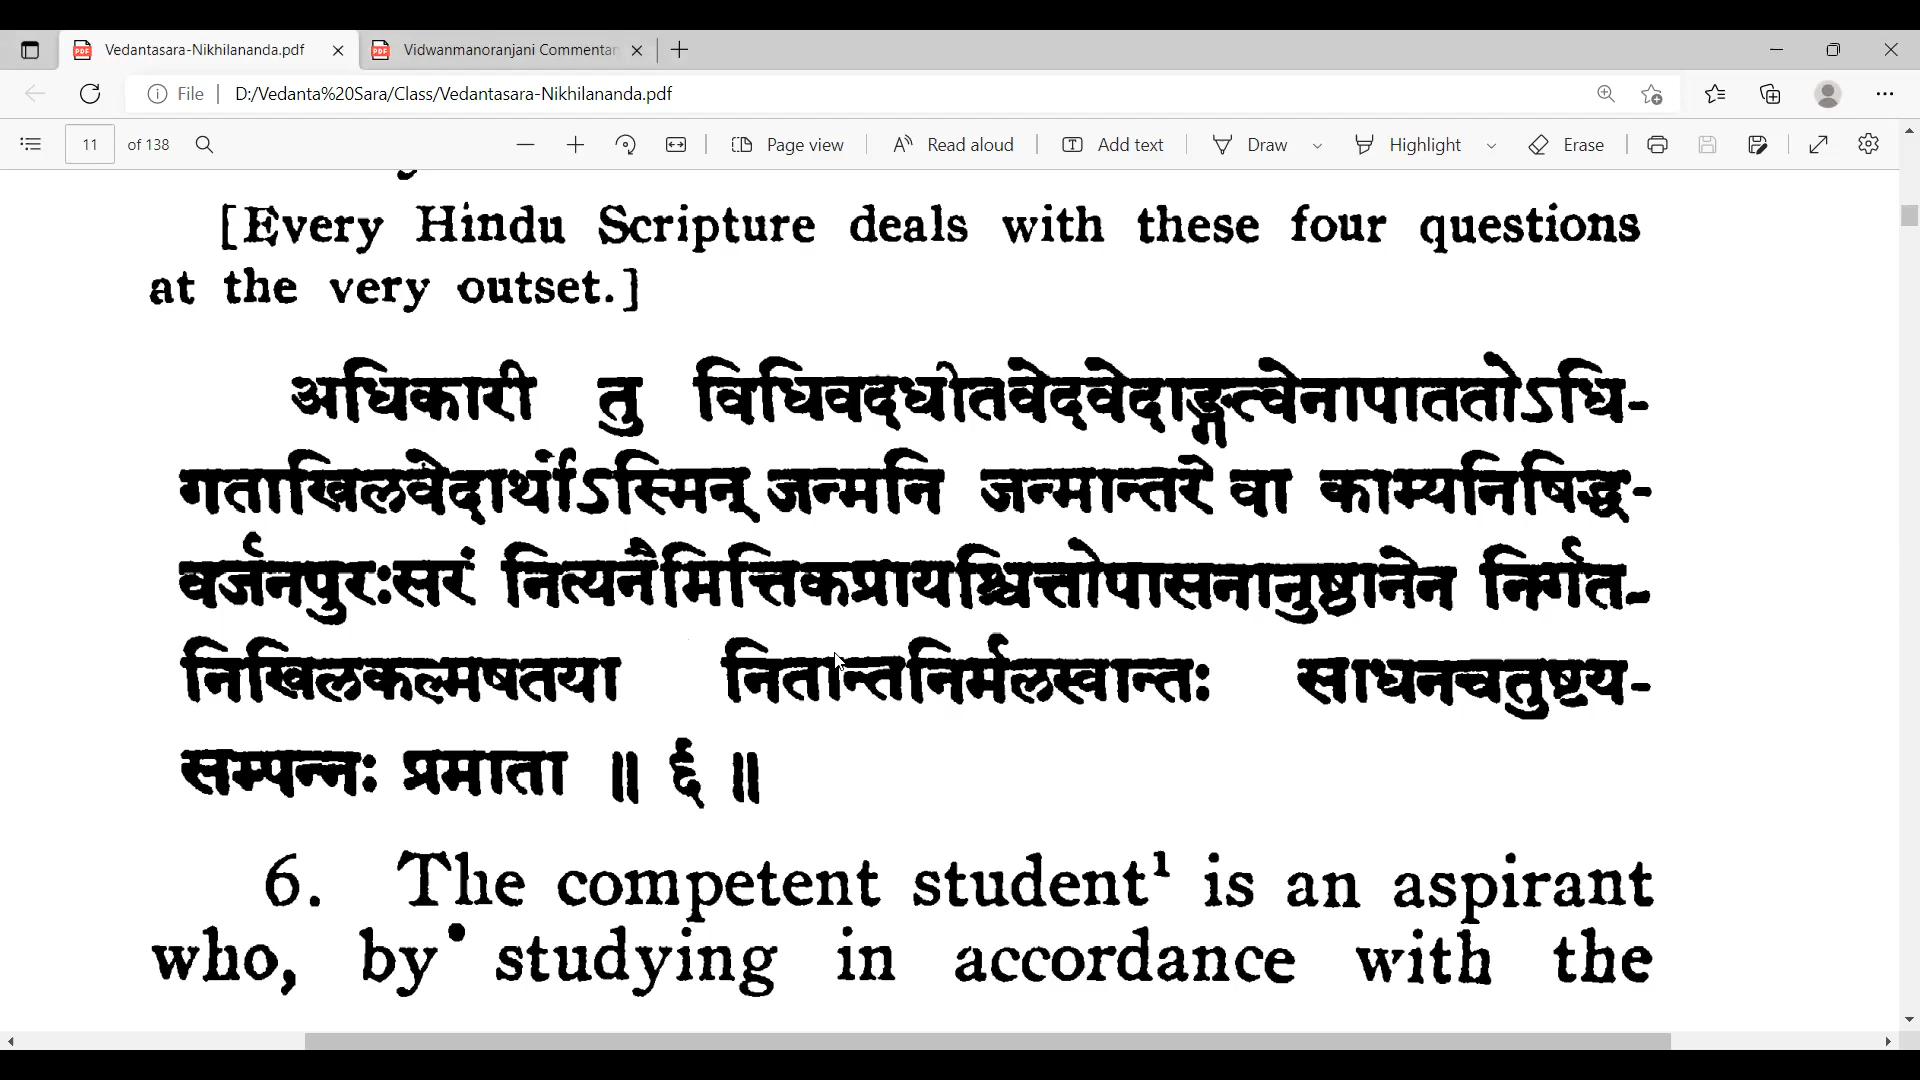 Vedantasara-Nikhilananda.pdf
Vidwanmanoranjani Commentar
File
D:/Vedanta%20Sara/Class/Vedantasara-Nikhilananda.pdf
11 of 138
Page view
Read aloud
Add text
Draw
Highlight
Erase
[Every Hindu Scripture deals with these four questions
at the very outset.]
अधिकारी तु विधिवदधीतवेदवेदाङ्गत्वेनापाततोऽधि-
गताखिलवेदार्थोऽस्मिन् जन्मनि जन्मान्तरे वा काम्यनिषिद्ध-
वर्जनपुरःसरं नित्यनैमित्तिकप्रायश्चित्तोपासनानुष्ठानेन निर्गत-
निखिलकल्मषतया नितान्तनिर्मलस्वान्तः साधनचतुष्टय-
सम्पन्नः प्रमाता ॥ ६ ॥
6. The competent student¹ is an aspirant
who, by studying in accordance with the